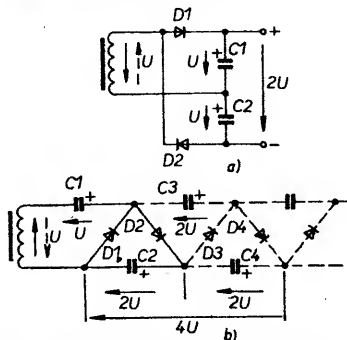 D1
+
U U C1
2U
U C2
D2 -
a)
C1 + C3 +
U D2 2U D4
U D1 C2 + D3 C4 +
2U 2U
4U
b)